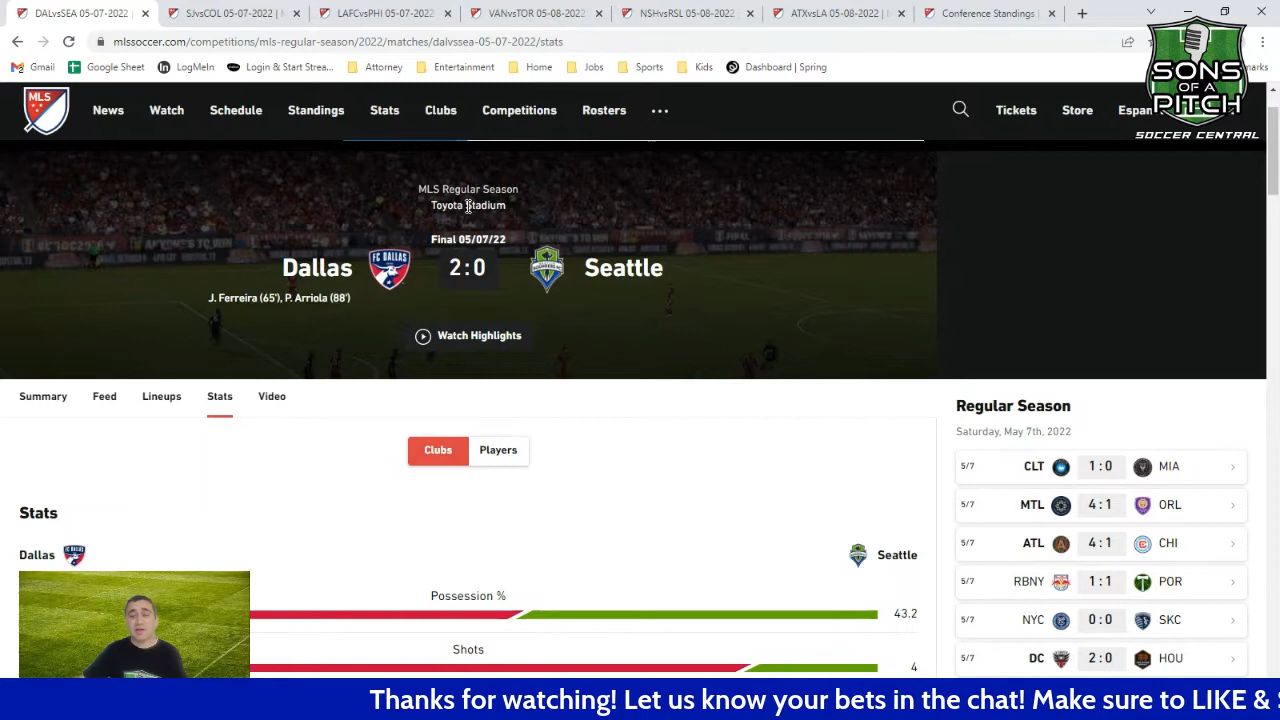 DALvsSEA 05-07-2022 |
SJvsCOL 05-07-2022 | M
LAFCvsPHI 05-07-2022 |
VANvsTOR 05-08-2022
NSHvsRSL 05-08-2022 |
ATXvsLA 05-08-2022 | M
Conference Standings |
mlssoccer.com/competitions/mls-regular-season/2022/matches/dalvssea-05-07-2022/stats
Gmail
Google Sheet
LogMeIn
Login & Start Strea...
Attorney
Entertainment
Home
Jobs
Sports
Kids
Dashboard | Spring
SONS
OF A
PITCH
SOCCER CENTRAL
MLS
News
Watch
Schedule
Standings
Stats
Clubs
Competitions
Rosters
...
Tickets
Store
MLS Regular Season
Toyota Stadium
Final 05/07/22
Dallas
FC DALLAS
2:0
Seattle
J. Ferreira (65'), P. Arriola (88')
Watch Highlights
Summary
Feed
Lineups
Stats
Video
Clubs
Players
Stats
Dallas
Seattle
Possession %
43.2
Shots
4
Regular Season
Saturday, May 7th, 2022
5/7 CLT 1:0 MIA
5/7 MTL 4:1 ORL
5/7 ATL 4:1 CHI
5/7 RBNY 1:1 POR
5/7 NYC 0:0 SKC
5/7 DC 2:0 HOU
Thanks for watching! Let us know your bets in the chat! Make sure to LIKE &